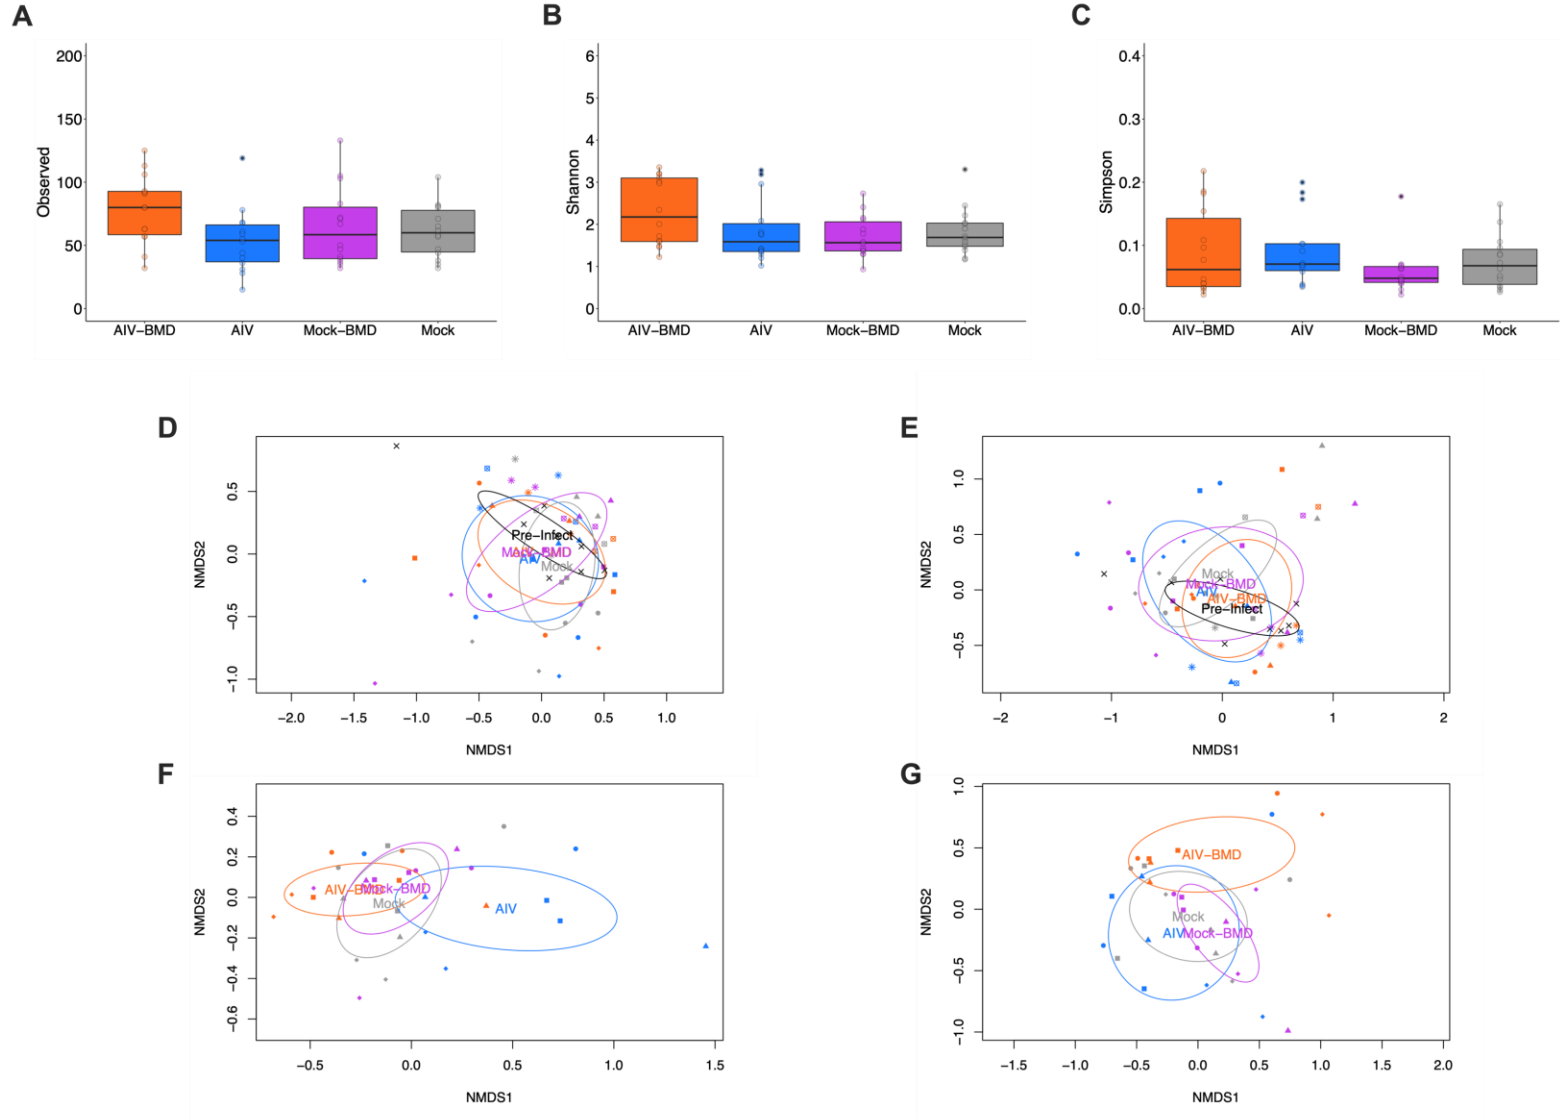 A
B
C
200
150
100
50
0
Observed
AIV-BMD AIV Mock-BMD Mock
6
5
4
3
2
1
0
Shannon
AIV-BMD AIV Mock-BMD Mock
0.4
0.3
0.2
0.1
0.0
Simpson
AIV-BMD AIV Mock-BMD Mock
D
0.5
0.0
−0.5
−1.0
NMDS2
Pre-Infect
Mock-BMD
AIV-BMD
AIV
Mock
−2.0 −1.5 −1.0 −0.5 0.0 0.5 1.0
NMDS1
E
1.0
0.5
0.0
−0.5
NMDS2
Mock
Mock-BMD
AIV
AIV-BMD
Pre-Infect
−2 −1 0 1 2
NMDS1
F
0.4
0.2
0.0
−0.2
−0.4
−0.6
NMDS2
AIV-BMD
Mock-BMD
Mock
AIV
−0.5 0.0 0.5 1.0 1.5
NMDS1
G
1.0
0.5
0.0
−0.5
−1.0
NMDS2
AIV-BMD
Mock
AIV
Mock-BMD
−1.5 −1.0 −0.5 0.0 0.5 1.0 1.5 2.0
NMDS1